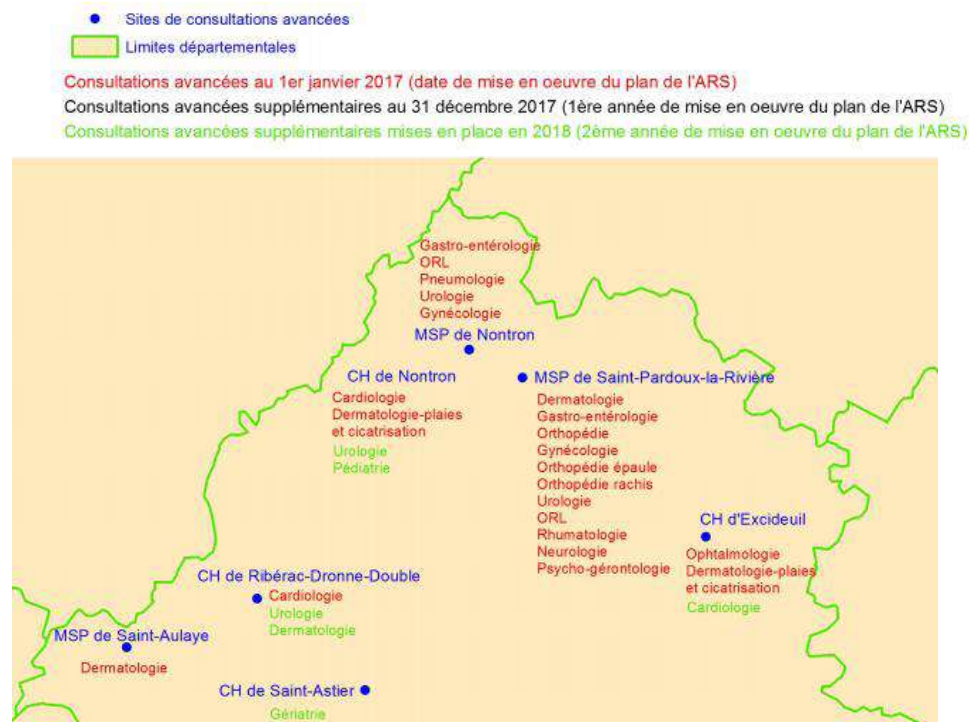 Sites de consultations avancées
Limites départementales
Consultations avancées au 1er janvier 2017 (date de mise en oeuvre du plan de l'ARS)
Consultations avancées supplémentaires au 31 décembre 2017 (1ère année de mise en oeuvre du plan de l'ARS)
Consultations avancées supplémentaires mises en place en 2018 (2ème année de mise en oeuvre du plan de l'ARS)
Gastro-entérologie
ORL
Pneumologie
Urologie
Gynécologie
MSP de Nontron
CH de Nontron
Cardiologie
Dermatologie-plaies
et cicatrisation
Urologie
Pédiatrie
MSP de Saint-Pardoux-la-Rivière
Dermatologie
Gastro-entérologie
Orthopédie
Gynécologie
Orthopédie épaule
Orthopédie rachis
Urologie
ORL
Rhumatologie
Neurologie
Psycho-gérontologie
CH d'Excideuil
Ophtalmologie
Dermatologie-plaies
et cicatrisation
Cardiologie
CH de Ribérac-Dronne-Double
Cardiologie
Urologie
Dermatologie
MSP de Saint-Aulaye
Dermatologie
CH de Saint-Astier
Gériatrie